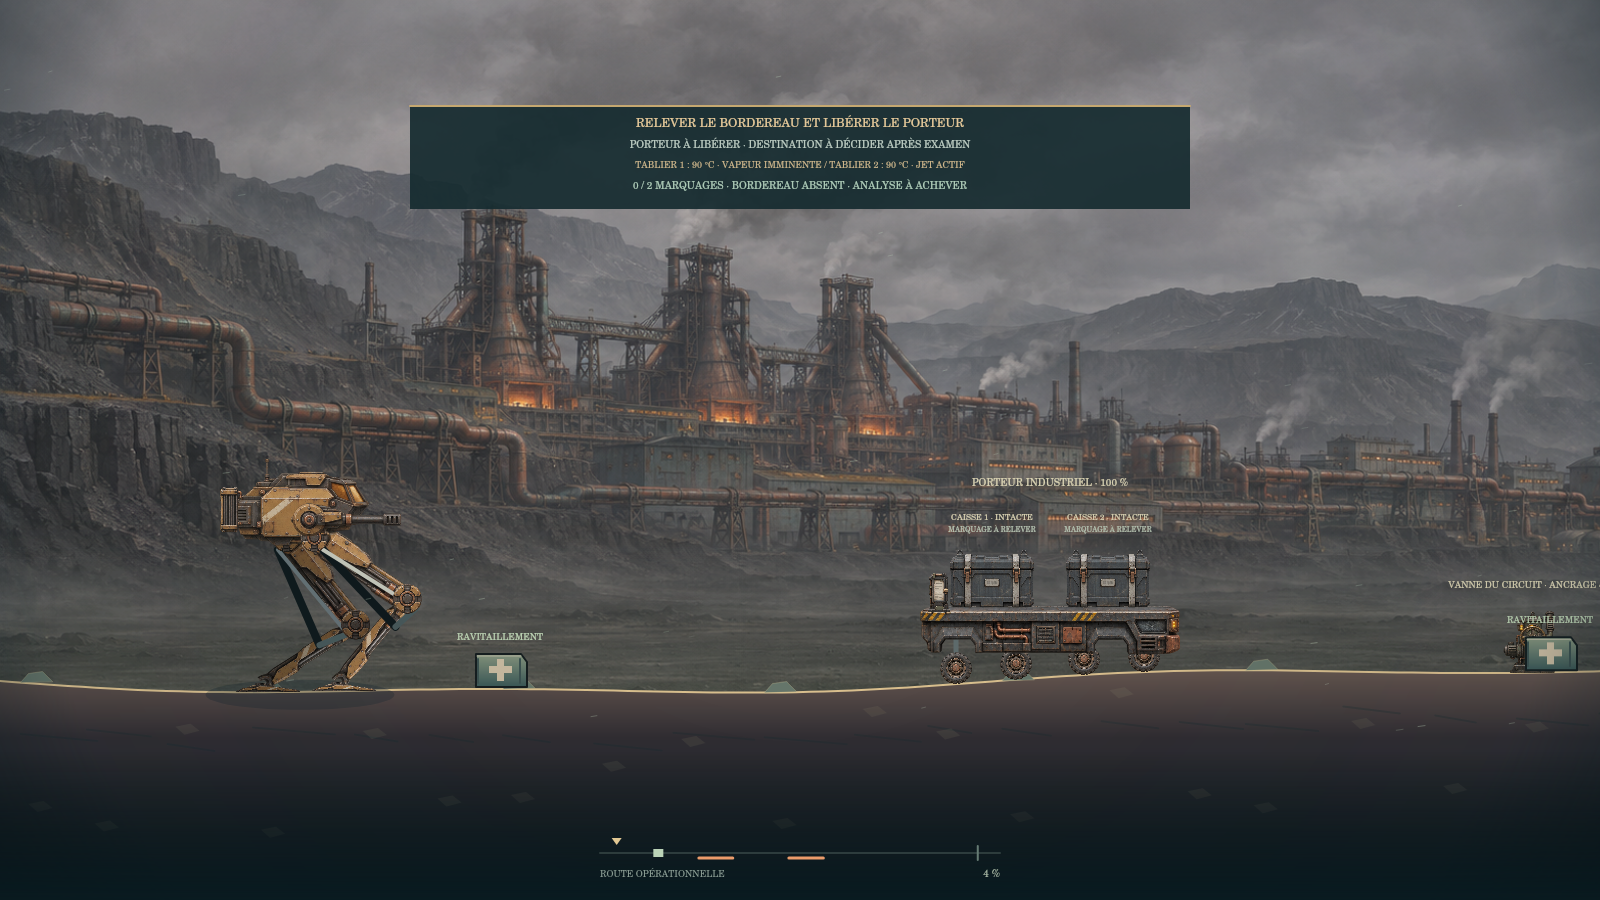 RELEVER LE BORDEREAU ET LIBÉRER LE PORTEUR
PORTEUR À LIBÉRER · DESTINATION À DÉCIDER APRÈS EXAMEN
TABLIER 1 : 90 °C · VAPEUR IMMINENTE / TABLIER 2 : 90 °C · JET ACTIF
0 / 2 MARQUAGES · BORDEREAU ABSENT · ANALYSE À ACHEVER
PORTEUR INDUSTRIEL · 100 %
CAISSE 1 · INTACTE
MARQUAGE À RELEVER
CAISSE 2 · INTACTE
MARQUAGE À RELEVER
VANNE DU CIRCUIT · ANCRAGE
RAVITAILLEMENT
RAVITAILLEMENT
ROUTE OPÉRATIONNELLE
4 %